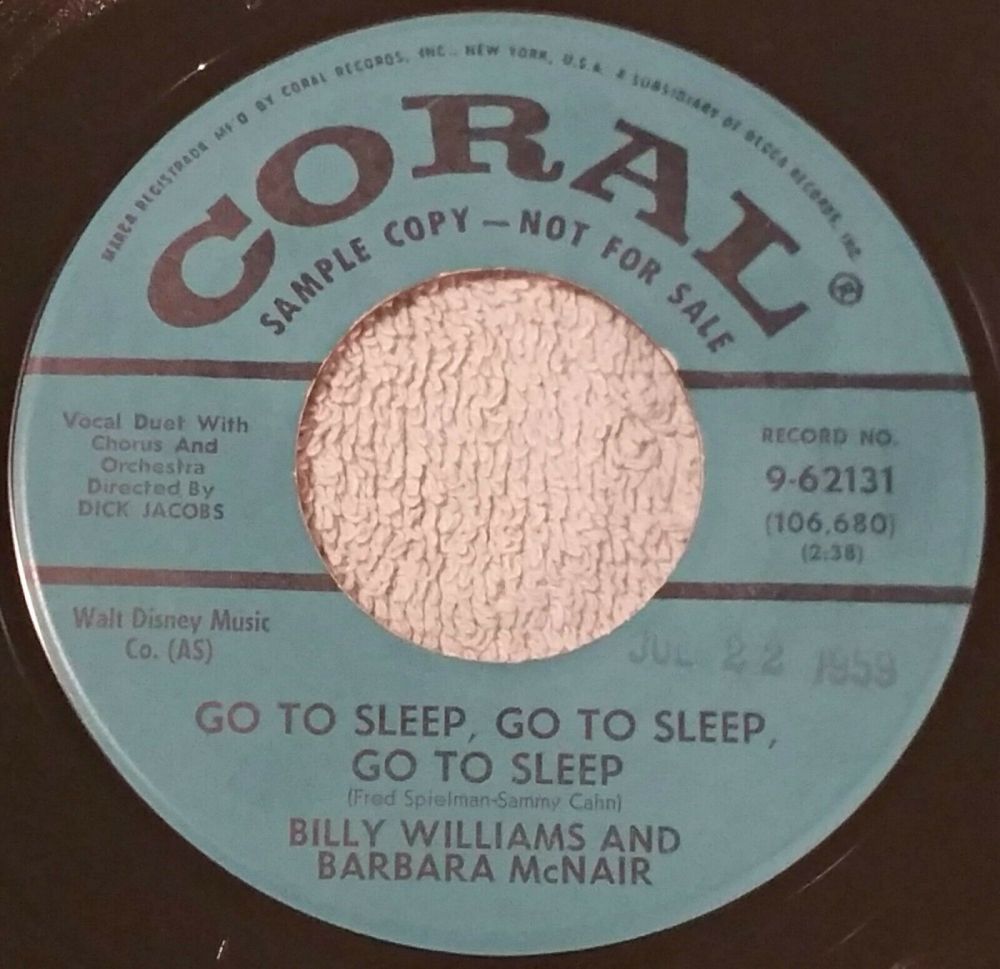 MARCA REGISTRADA MF'D BY CORAL RECORDS, INC., NEW YORK, U.S.A. A SUBSIDIARY OF DECCA RECORDS, INC.
CORAL ®
SAMPLE COPY — NOT FOR SALE
Vocal Duet With
Chorus And
Orchestra
Directed By
DICK JACOBS
RECORD NO.
9-62131
(106,680)
(2:38)
Walt Disney Music
Co. (AS)
JUL 22 1959
GO TO SLEEP, GO TO SLEEP,
GO TO SLEEP
(Fred Spielman-Sammy Cahn)
BILLY WILLIAMS AND
BARBARA McNAIR